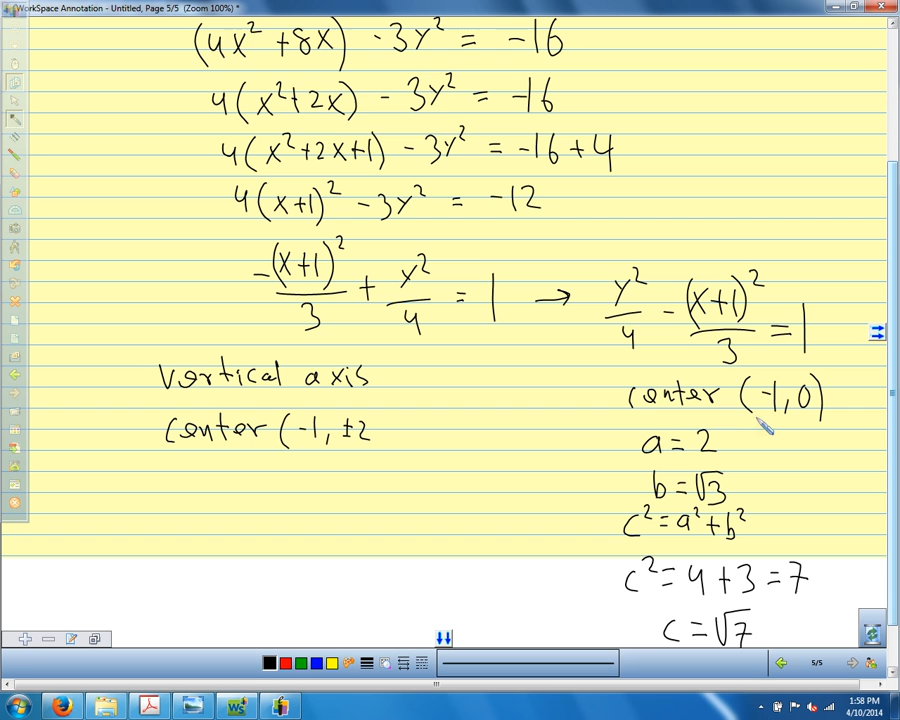 WorkSpace Annotation - Untitled, Page 5/5 (Zoom 100%) *
(4x² + 8x) - 3y² = -16
4(x² + 2x) - 3y² = -16
4(x² + 2x + 1) - 3y² = -16 + 4
4(x+1)² - 3y² = -12
-(x+1)²/3 + y²/4 = 1 → y²/4 - (x+1)²/3 = 1
vertical axis
center (-1, ±2
center (-1, 0)
a = 2
b = √3
c² = a² + b²
c² = 4 + 3 = 7
c = √7
5/5
1:58 PM
4/10/2014